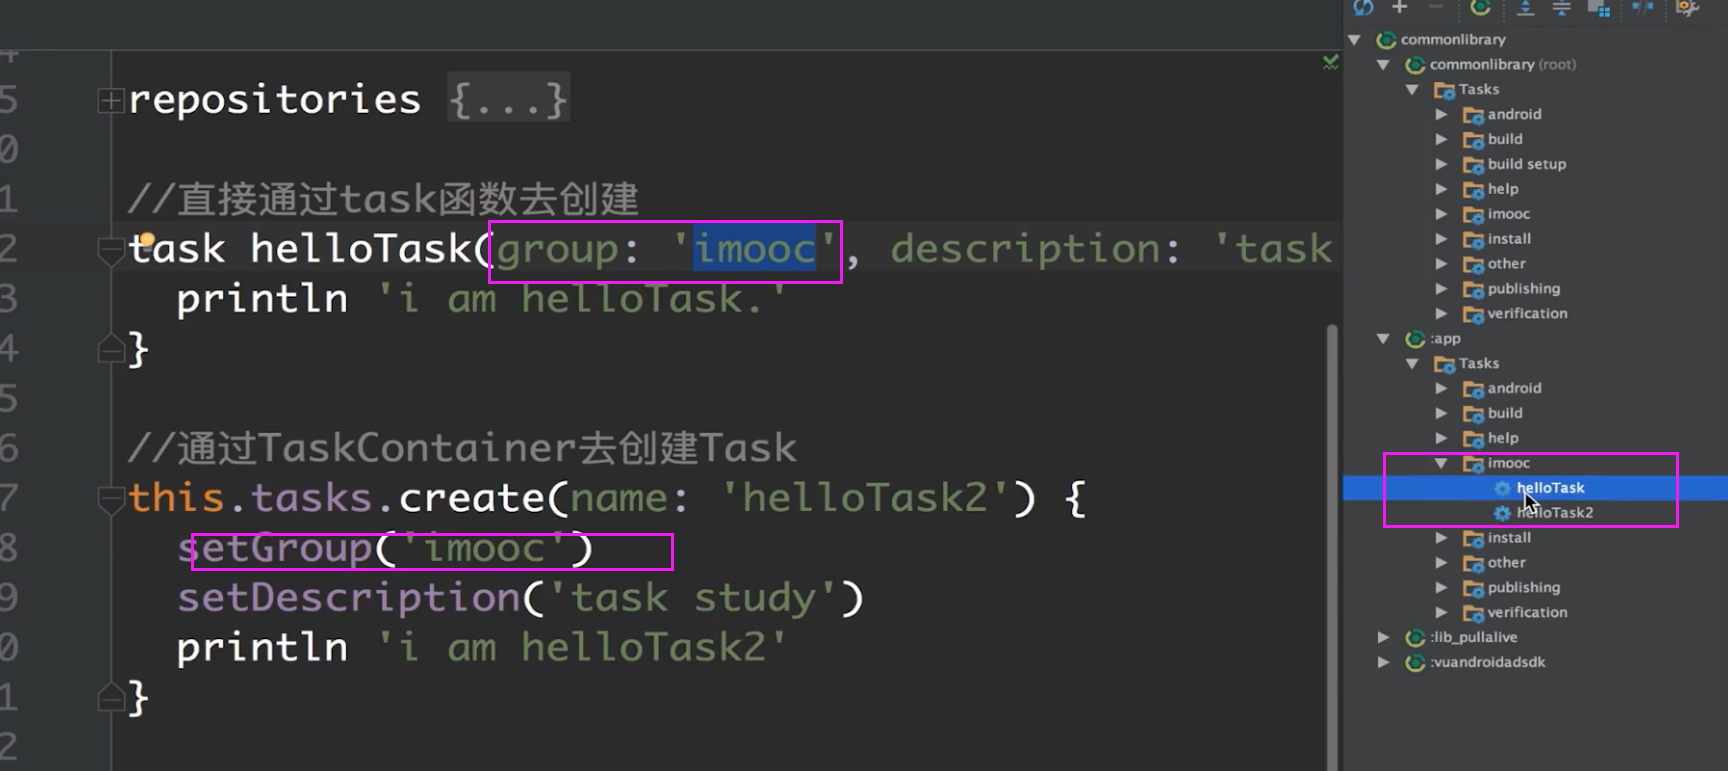 4
5 repositories {...}
0
1 //直接通过task函数去创建
2 task helloTask(group: 'imooc', description: 'task
3 println 'i am helloTask.'
4 }
5
6 //通过TaskContainer去创建Task
7 this.tasks.create(name: 'helloTask2') {
8 setGroup('imooc')
9 setDescription('task study')
0 println 'i am helloTask2'
1 }
2
commonlibrary
commonlibrary (root)
Tasks
android
build
build setup
help
imooc
install
other
publishing
verification
:app
Tasks
android
build
help
imooc
helloTask
helloTask2
install
other
publishing
verification
:lib_pullalive
:vuandroidadsdk